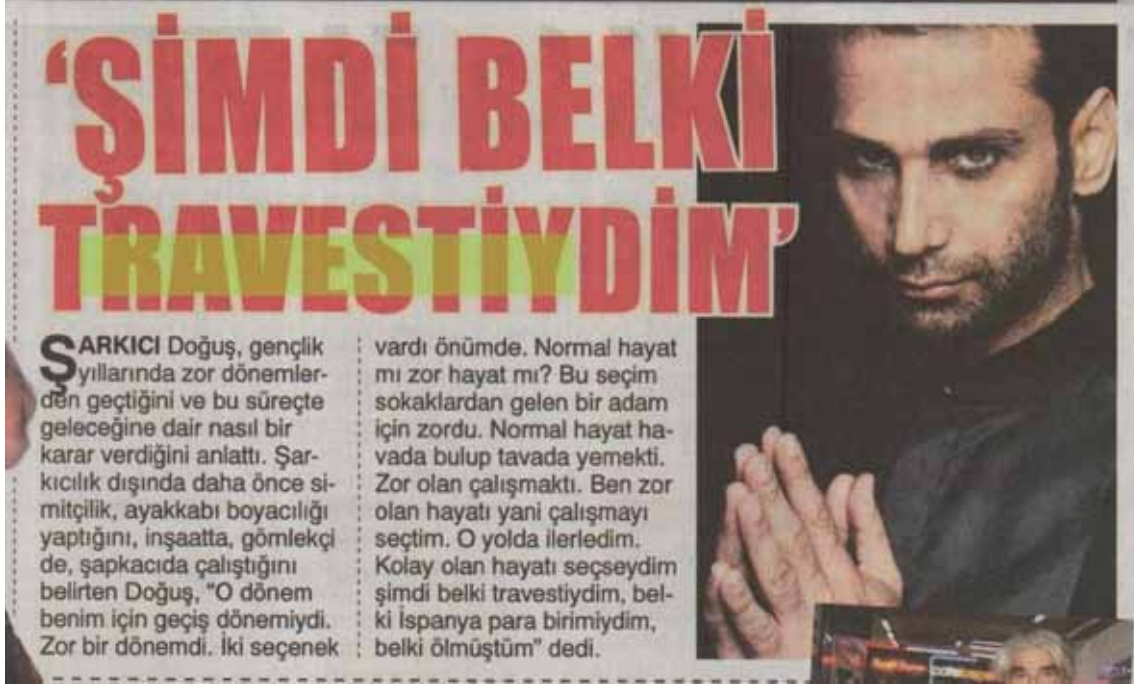 'ŞİMDİ BELKİ
TRAVESTİYDİM'
ŞARKICI Doğuş, gençlik
yıllarında zor dönemler-
den geçtiğini ve bu süreçte
geleceğine dair nasıl bir
karar verdiğini anlattı. Şar-
kıcılık dışında daha önce si-
mitçilik, ayakkabı boyacılığı
yaptığını, inşaatta, gömlekçi
de, şapkacıda çalıştığını
belirten Doğuş, "O dönem
benim için geçiş dönemiydi.
Zor bir dönemdi. İki seçenek
vardı önümde. Normal hayat
mı zor hayat mı? Bu seçim
sokaklardan gelen bir adam
için zordu. Normal hayat ha-
vada bulup tavada yemekti.
Zor olan çalışmaktı. Ben zor
olan hayatı yani çalışmayı
seçtim. O yolda ilerledim.
Kolay olan hayatı seçseydim
şimdi belki travestiydim, bel-
ki İspanya para birimiydim,
belki ölmüştüm" dedi.